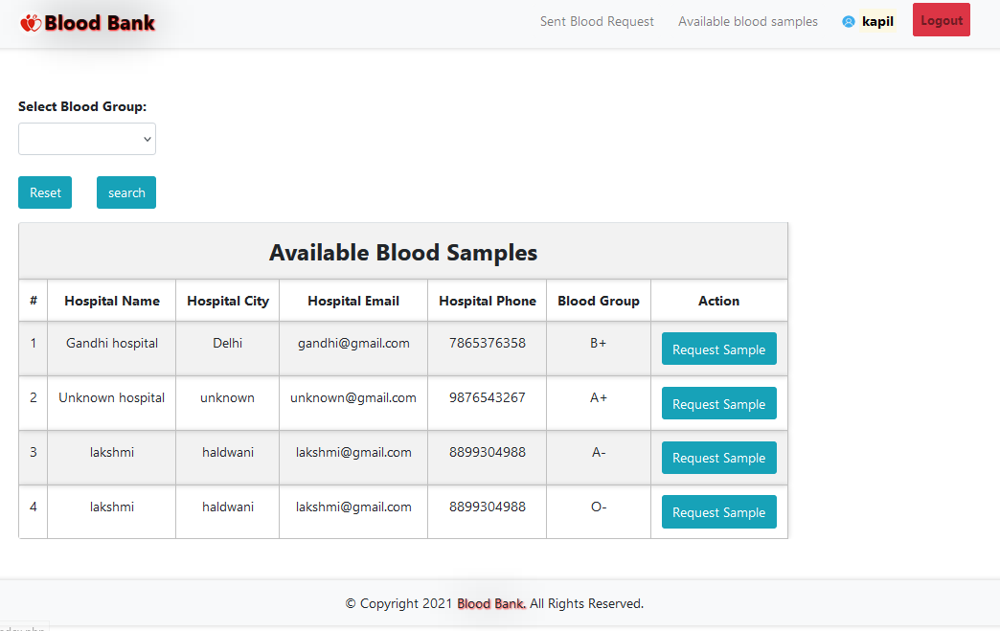 Blood Bank Sent Blood Request Available blood samples kapil Logout
Select Blood Group:
Reset search
Available Blood Samples
# Hospital Name Hospital City Hospital Email Hospital Phone Blood Group Action
1 Gandhi hospital Delhi gandhi@gmail.com 7865376358 B+ Request Sample
2 Unknown hospital unknown unknown@gmail.com 9876543267 A+ Request Sample
3 lakshmi haldwani lakshmi@gmail.com 8899304988 A- Request Sample
4 lakshmi haldwani lakshmi@gmail.com 8899304988 O- Request Sample
© Copyright 2021 Blood Bank. All Rights Reserved.